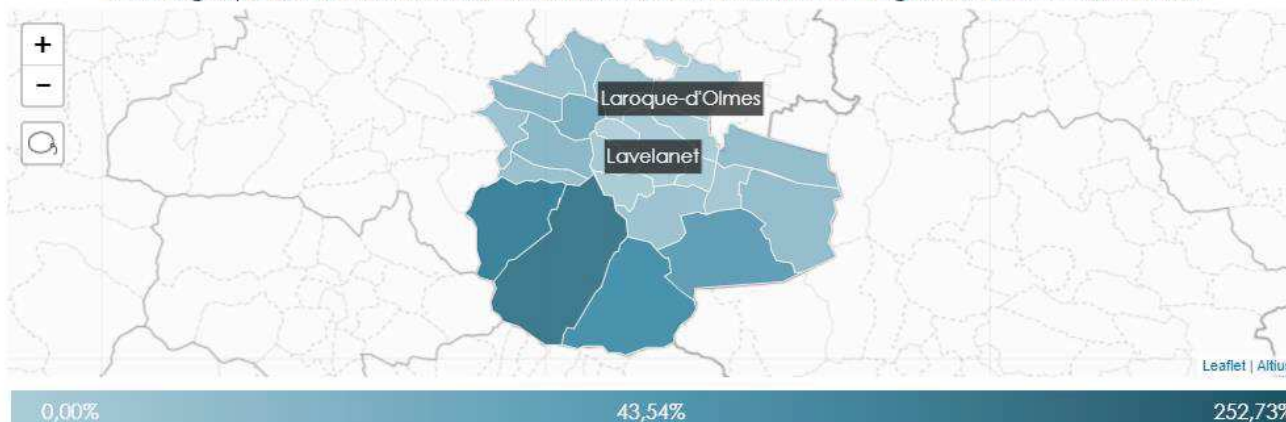 +
−
Laroque-d'Olmes
Lavelanet
Leaflet | Altiu
0,00%
43,54%
252,73%